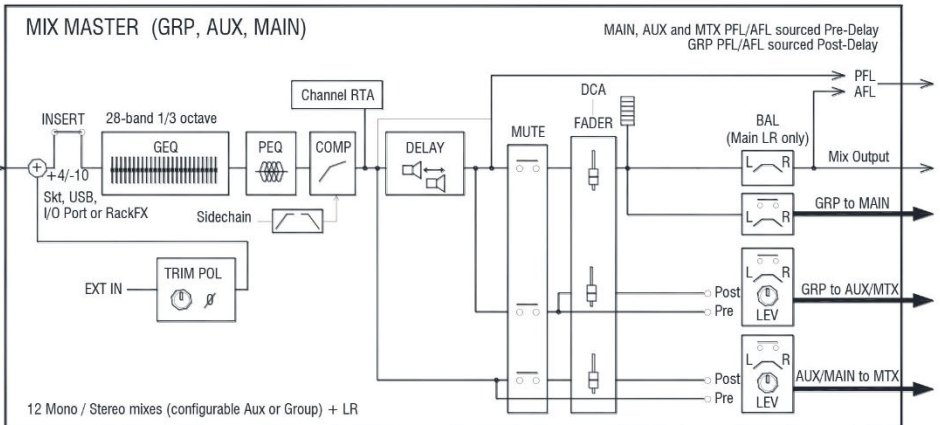 MIX MASTER (GRP, AUX, MAIN)
MAIN, AUX and MTX PFL/AFL sourced Pre-Delay
GRP PFL/AFL sourced Post-Delay
PFL
AFL
Channel RTA
DCA
INSERT
28-band 1/3 octave
GEQ
PEQ
COMP
DELAY
MUTE
FADER
BAL
(Main LR only)
L R
Mix Output
+4/-10
Skt, USB,
I/O Port or RackFX
Sidechain
L R
GRP to MAIN
EXT IN
TRIM POL
ø
Post
Pre
L R
LEV
GRP to AUX/MTX
Post
Pre
L R
LEV
AUX/MAIN to MTX
12 Mono / Stereo mixes (configurable Aux or Group) + LR